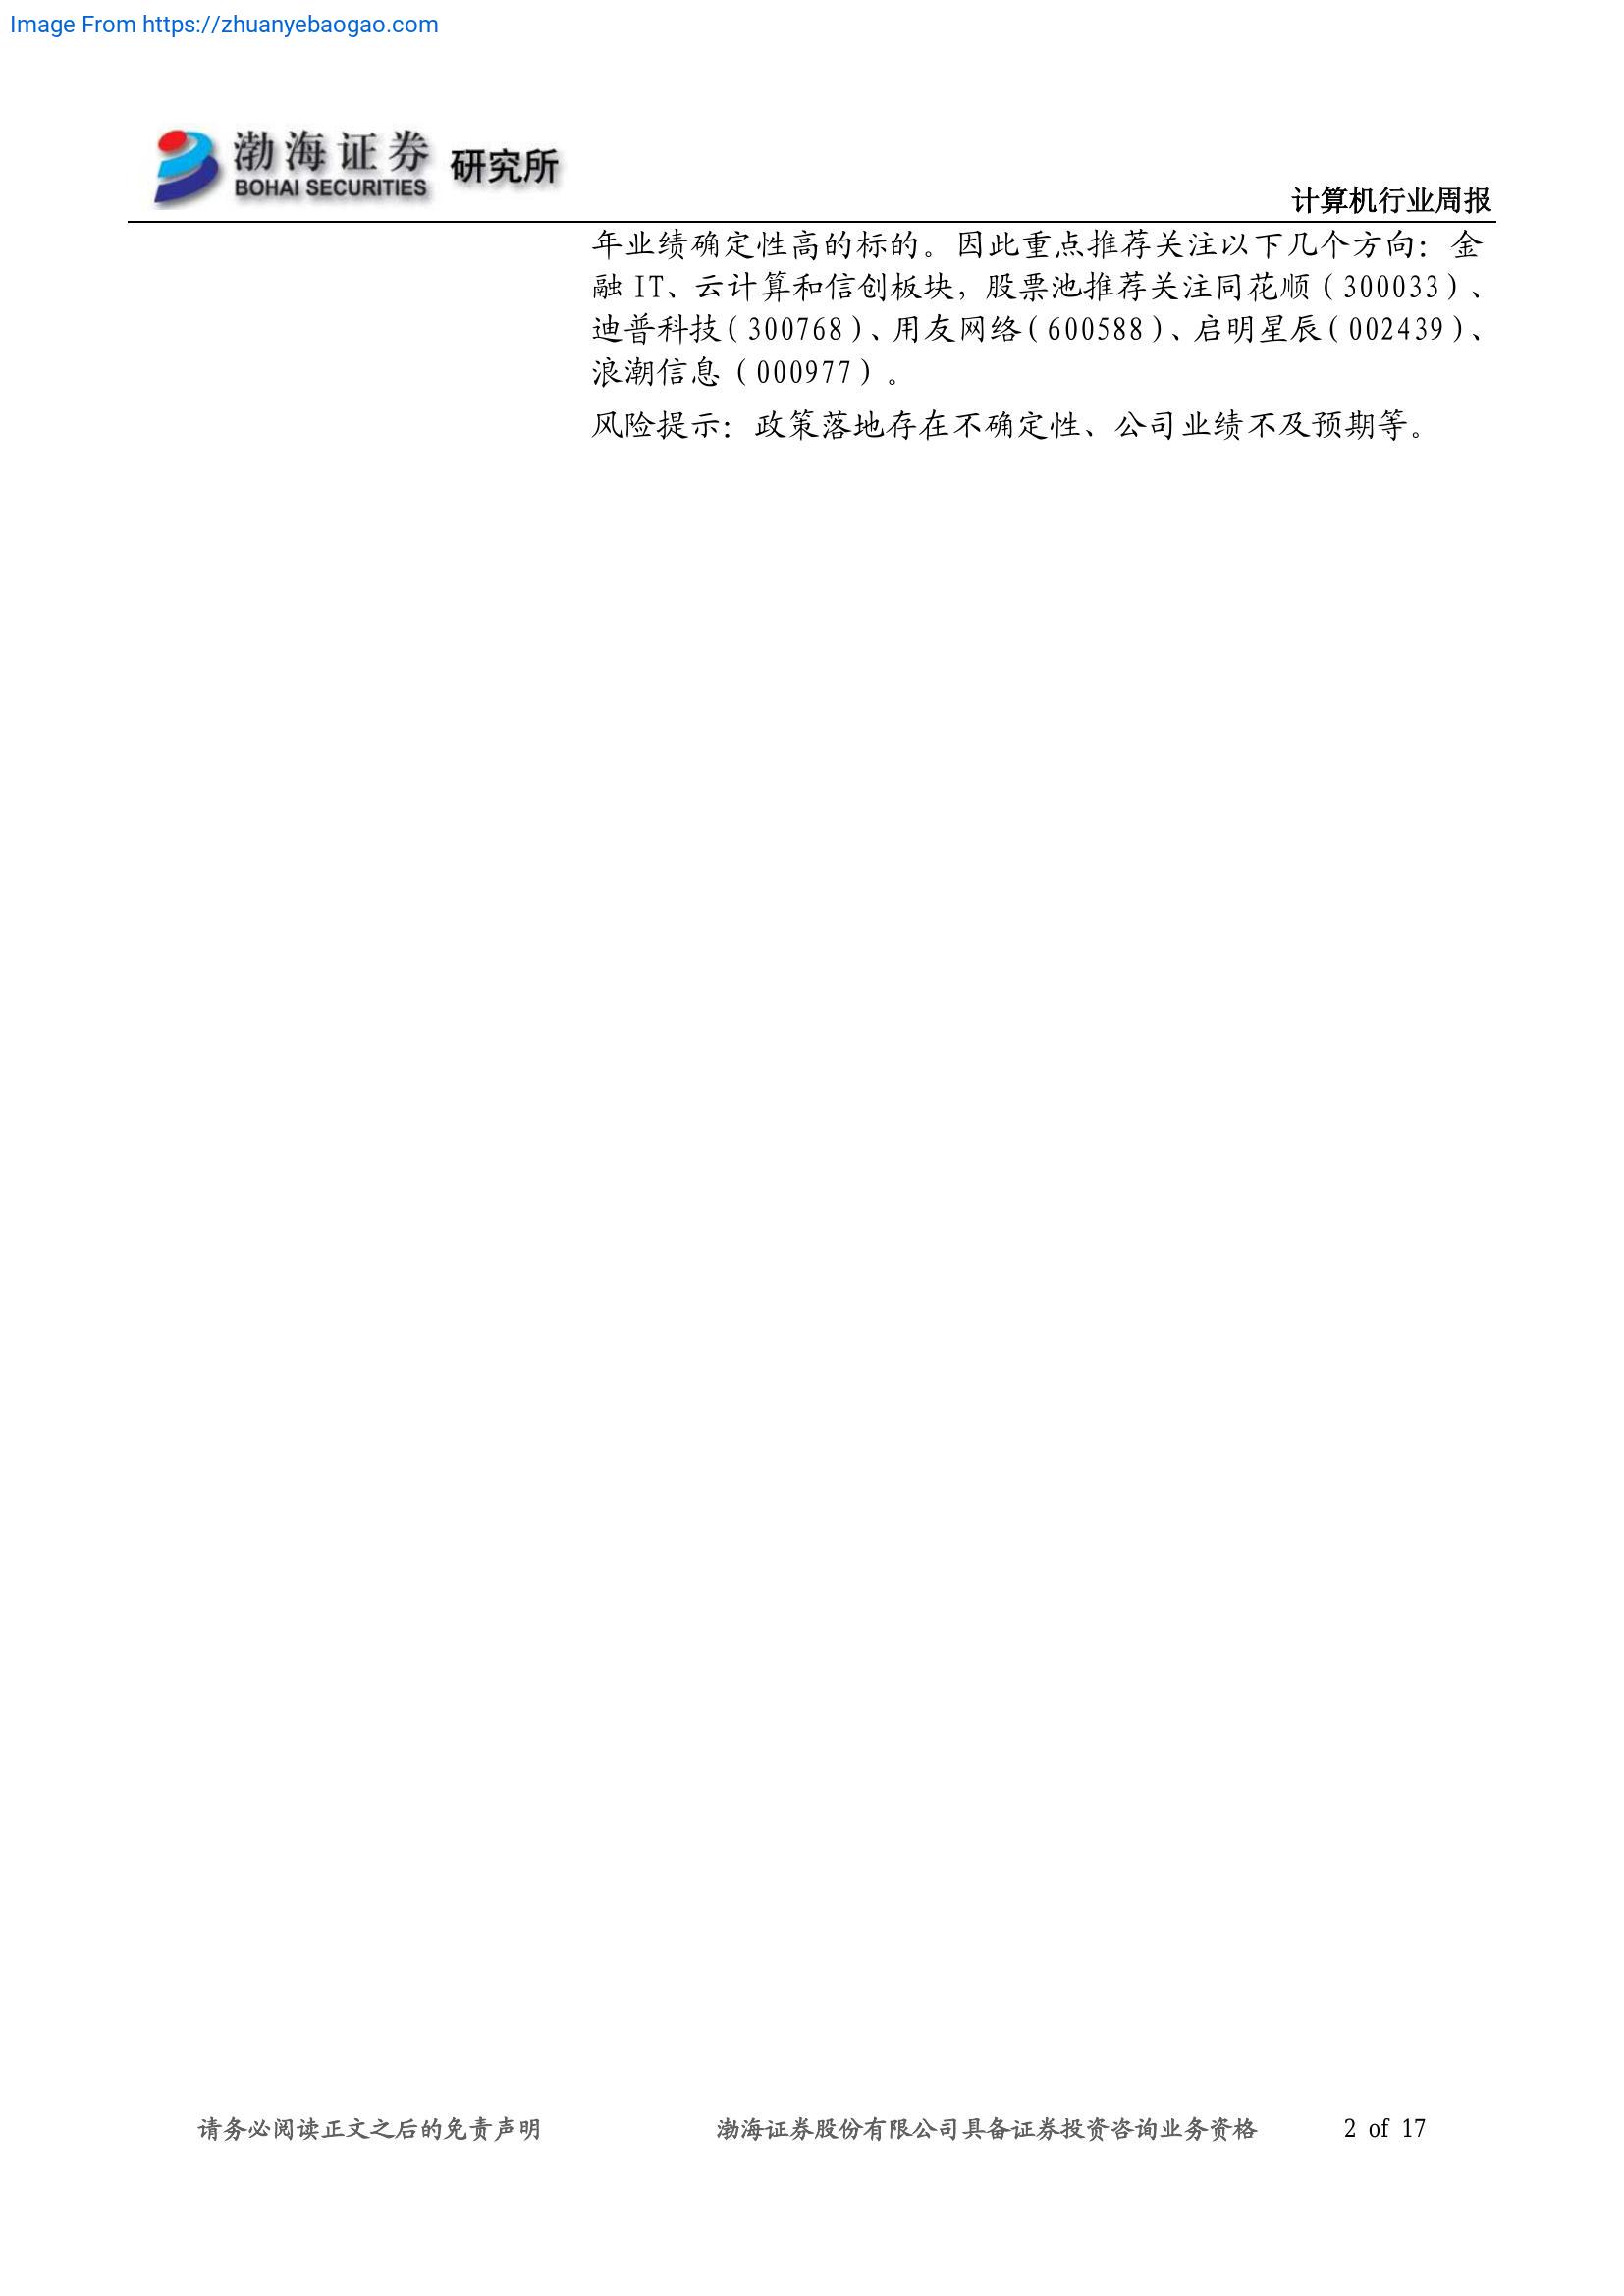 Image From https://zhuanyebaogao.com
渤海证券 研究所
BOHAI SECURITIES
计算机行业周报
年业绩确定性高的标的。因此重点推荐关注以下几个方向：金
融 IT、云计算和信创板块，股票池推荐关注同花顺（300033）、
迪普科技（300768）、用友网络（600588）、启明星辰（002439）、
浪潮信息（000977）。
风险提示：政策落地存在不确定性、公司业绩不及预期等。
请务必阅读正文之后的免责声明 渤海证券股份有限公司具备证券投资咨询业务资格 2 of 17